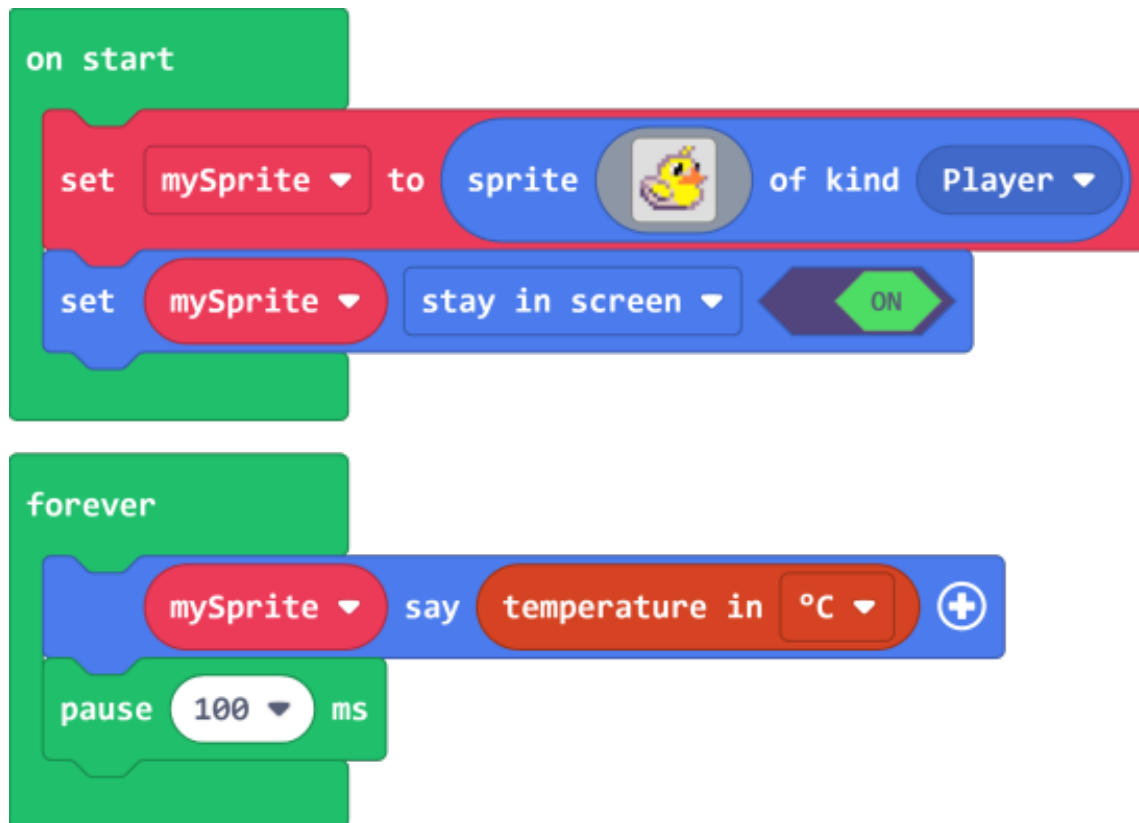 on start
set mySprite to sprite of kind Player
set mySprite stay in screen ON
forever
mySprite say temperature in ºC
pause 100 ms